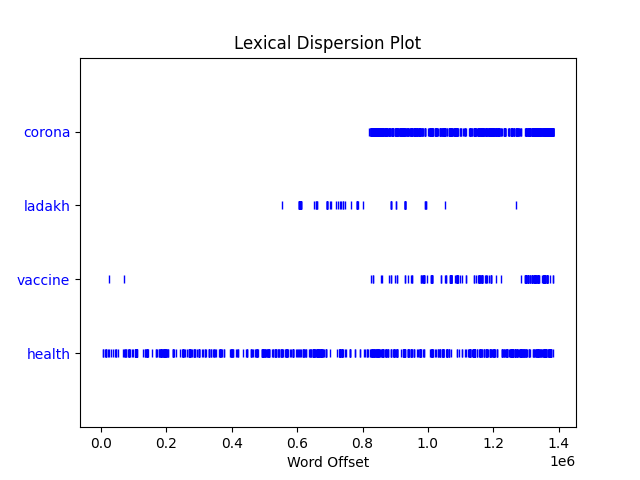 Lexical Dispersion Plot
corona
ladakh
vaccine
health
0.0 0.2 0.4 0.6 0.8 1.0 1.2 1.4
Word Offset
1e6